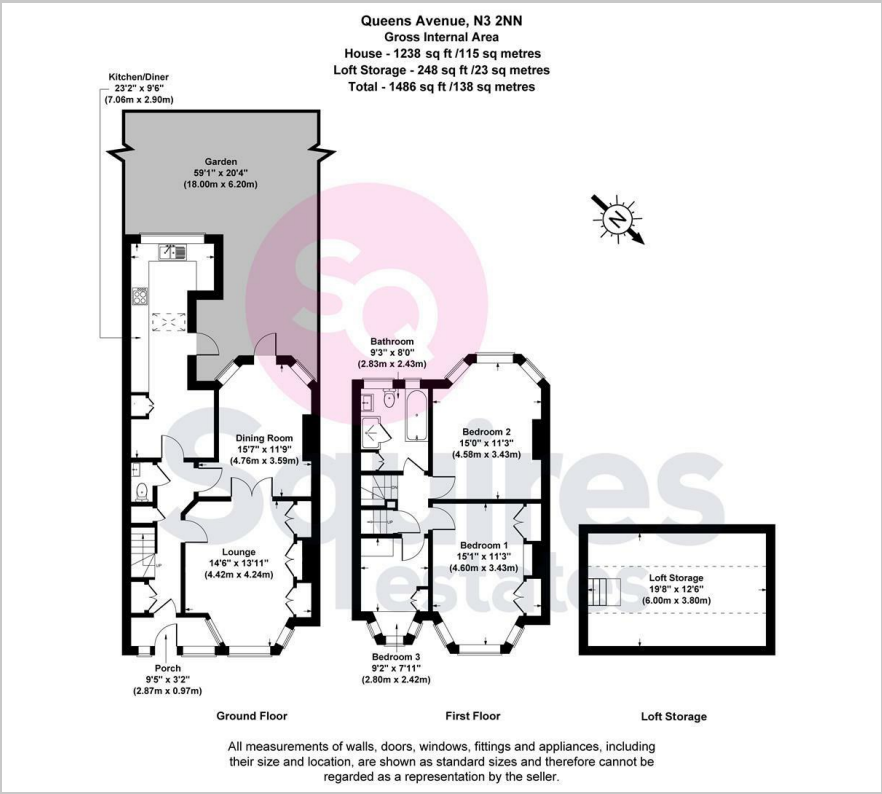 Queens Avenue, N3 2NN
Gross Internal Area
House - 1238 sq ft /115 sq metres
Loft Storage - 248 sq ft /23 sq metres
Total - 1486 sq ft /138 sq metres
Kitchen/Diner
23'2" x 9'6"
(7.06m x 2.90m)
Garden
59'1" x 20'4"
(18.00m x 6.20m)
N
SQ
Squires
estates
Bathroom
9'3" x 8'0"
(2.83m x 2.43m)
Dining Room
15'7" x 11'9"
(4.76m x 3.59m)
Bedroom 2
15'0" x 11'3"
(4.58m x 3.43m)
DN
UP
Lounge
14'6" x 13'11"
(4.42m x 4.24m)
UP
Bedroom 1
15'1" x 11'3"
(4.60m x 3.43m)
Loft Storage
19'8" x 12'6"
(6.00m x 3.80m)
Porch
9'5" x 3'2"
(2.87m x 0.97m)
Bedroom 3
9'2" x 7'11"
(2.80m x 2.42m)
Ground Floor
First Floor
Loft Storage
All measurements of walls, doors, windows, fittings and appliances, including
their size and location, are shown as standard sizes and therefore cannot be
regarded as a representation by the seller.